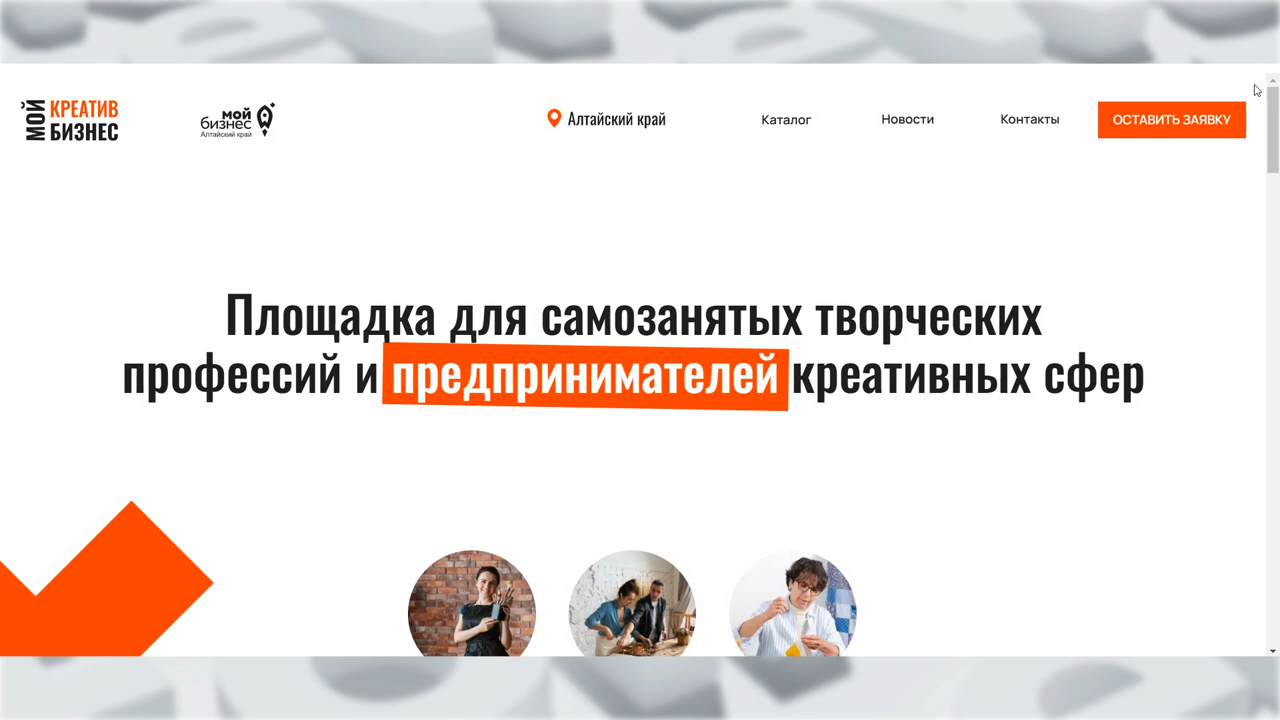 МОЙ
КРЕАТИВ
БИЗНЕС
мой
бизнес
Алтайский край
Алтайский край
Каталог
Новости
Контакты
ОСТАВИТЬ ЗАЯВКУ
Площадка для самозанятых творческих
профессий и предпринимателей креативных сфер